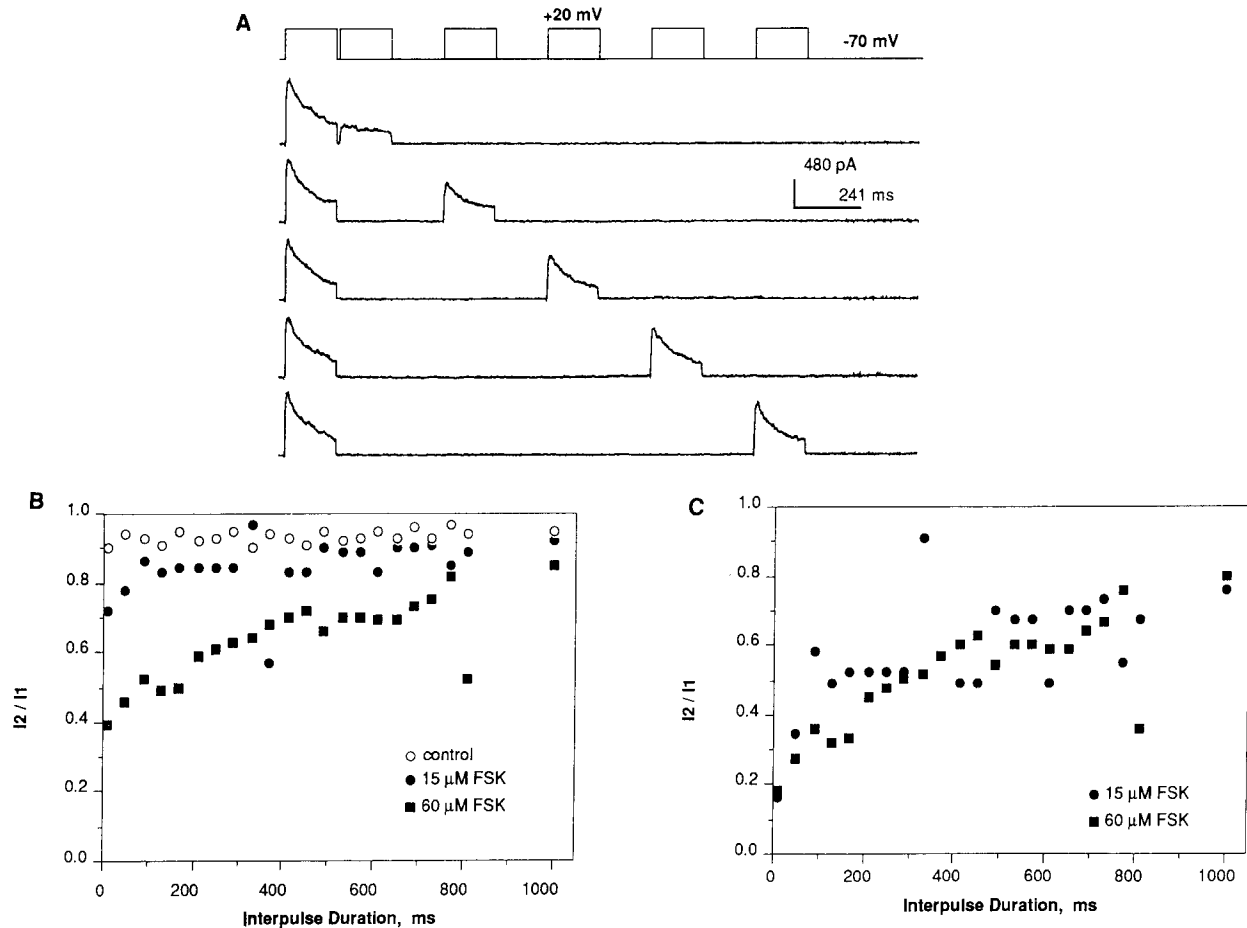 A
+20 mV
-70 mV
480 pA
241 ms
B
1.0
0.8
0.6
0.4
0.2
0.0
I2 / I1
control
15 µM FSK
60 µM FSK
0
200
400
600
800
1000
Interpulse Duration, ms
C
1.0
0.8
0.6
0.4
0.2
0.0
I2 / I1
15 µM FSK
60 µM FSK
0
200
400
600
800
1000
Interpulse Duration, ms